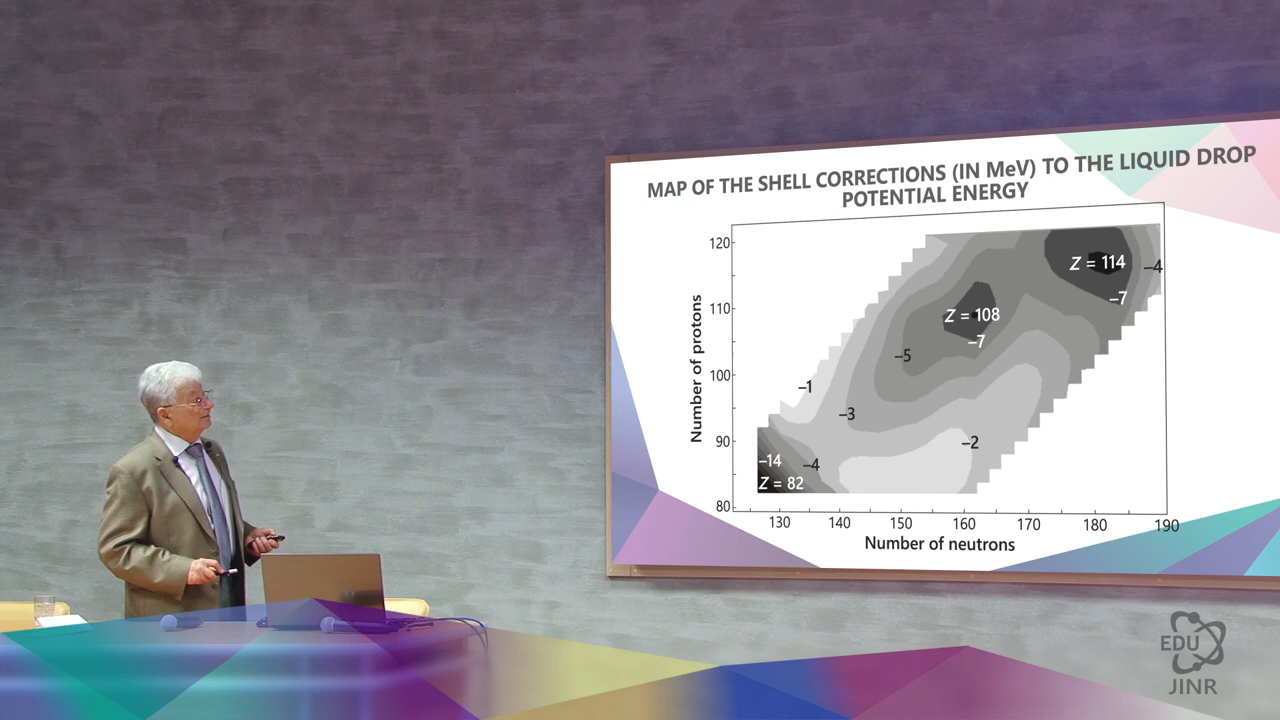 MAP OF THE SHELL CORRECTIONS (IN MeV) TO THE LIQUID DROP
POTENTIAL ENERGY
Number of protons
120
110
100
90
80
Z = 114
–4
–7
Z = 108
–7
–5
–1
–3
–2
–14
–4
Z = 82
130
140
150
160
170
180
190
Number of neutrons
EDU
JINR